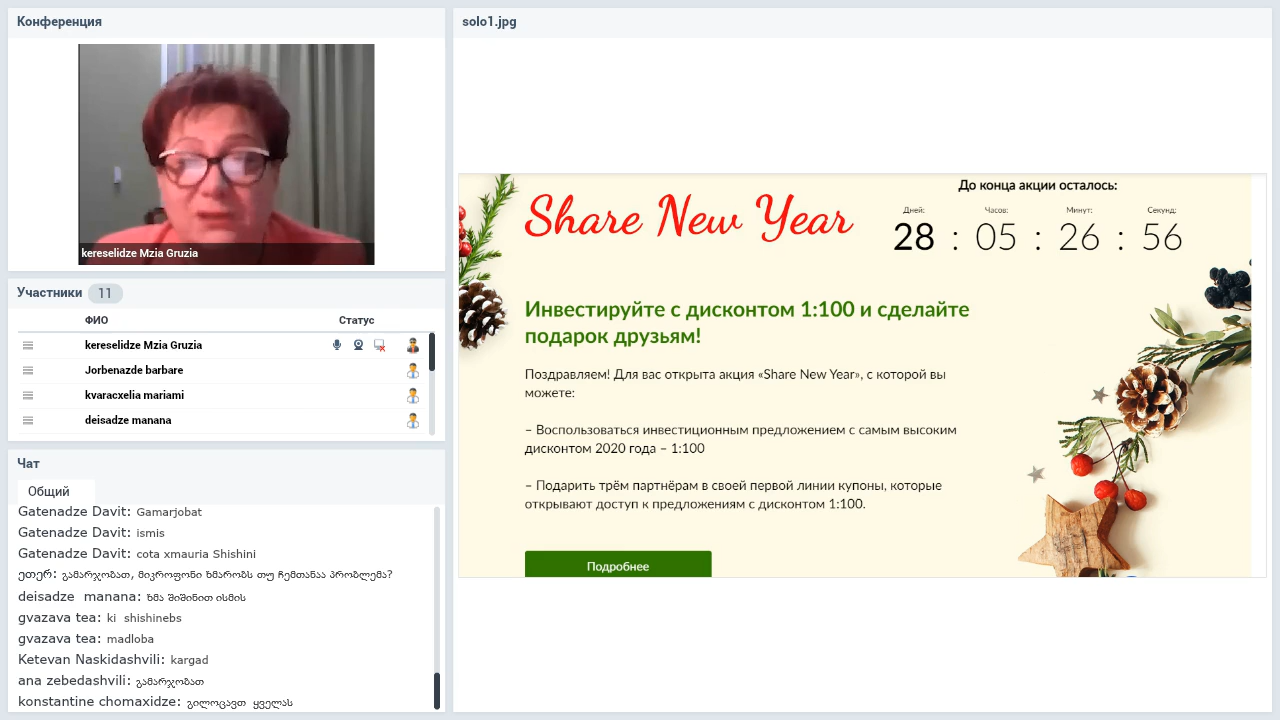 Конференция
kereselidze Mzia Gruzia
Участники 11
ФИО Статус
kereselidze Mzia Gruzia
Jorbenazde barbare
kvaracxelia mariami
deisadze manana
Чат
Общий
Gatenadze Davit: Gamarjobat
Gatenadze Davit: ismis
Gatenadze Davit: cota xmauria Shishini
ეთერ: გამარჯობათ, მიკროფონი ხმარობს თუ ჩემთანაა პრობლემა?
deisadze manana: ხმა შიშინით ისმის
gvazava tea: ki shishinebs
gvazava tea: madloba
Ketevan Naskidashvili: kargad
ana zebedashvili: გამარჯობათ
konstantine chomaxidze: გილოცავთ ყველას
solo1.jpg
Share New Year
До конца акции осталось:
Дней: Часов: Минут: Секунд:
28 : 05 : 26 : 56
Инвестируйте с дисконтом 1:100 и сделайте
подарок друзьям!
Поздравляем! Для вас открыта акция «Share New Year», с которой вы
можете:
– Воспользоваться инвестиционным предложением с самым высоким
дисконтом 2020 года – 1:100
– Подарить трём партнёрам в своей первой линии купоны, которые
открывают доступ к предложениям с дисконтом 1:100.
Подробнее